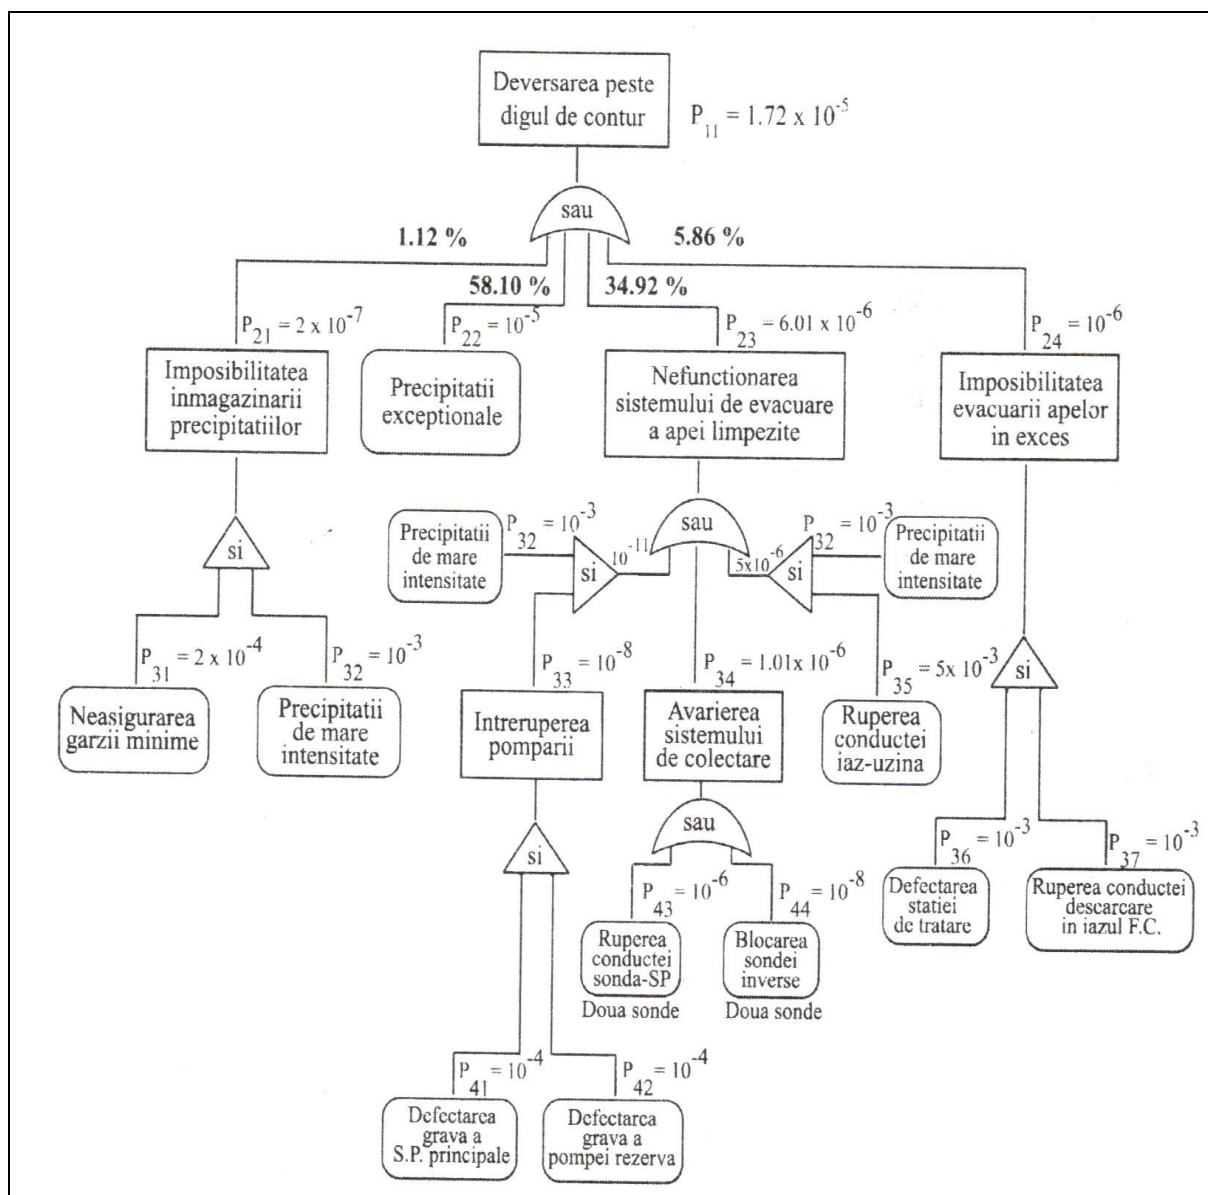 Deversarea peste
digul de contur
P11 = 1.72 x 10-5
sau
1.12 %
5.86 %
58.10 %
34.92 %
P21 = 2 x 10-7
P22 = 10-5
P23 = 6.01 x 10-6
P24 = 10-6
Imposibilitatea
inmagazinarii
precipitatiilor
Precipitatii
exceptionale
Nefunctionarea
sistemului de evacuare
a apei limpezite
Imposibilitatea
evacuarii apelor
in exces
si
Precipitatii
de mare
intensitate
P32 = 10-3
si
10-11
sau
5x10-6
si
P32 = 10-3
Precipitatii
de mare
intensitate
P31 = 2 x 10-4
P32 = 10-3
P33 = 10-8
P34 = 1.01x 10-6
P35 = 5x 10-3
si
Neasigurarea
garzii minime
Precipitatii
de mare
intensitate
Intreruperea
pomparii
Avarierea
sistemului
de colectare
Ruperea
conductei
iaz-uzina
si
sau
P36 = 10-3
P37 = 10-3
P43 = 10-6
P44 = 10-8
Defectarea
statiei
de tratare
Ruperea conductei
descarcare
in iazul F.C.
Ruperea
conductei
sonda-SP
Blocarea
sondei
inverse
Doua sonde
Doua sonde
P41 = 10-4
P42 = 10-4
Defectarea
grava a
S.P. principale
Defectarea
grava a
pompei rezerva